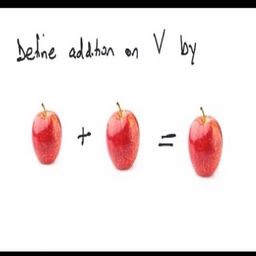 Define addition on V by
+ =